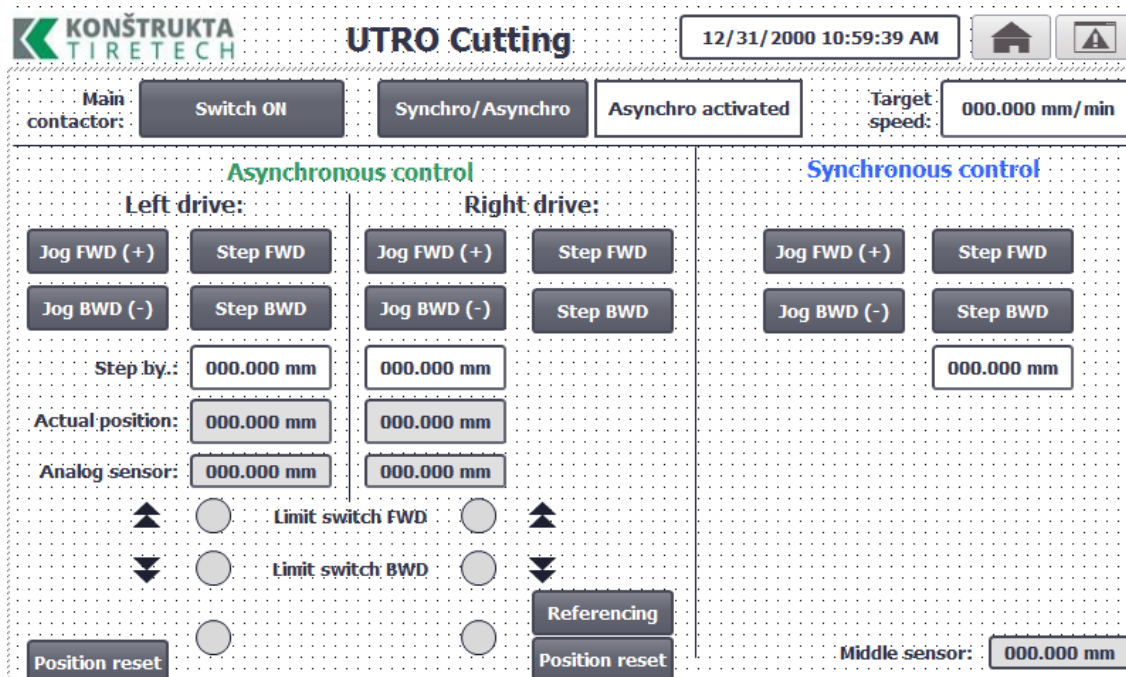 KONŠTRUKTA
TIRETECH
UTRO Cutting
12/31/2000 10:59:39 AM
Main
contactor:
Switch ON
Synchro/Asynchro
Asynchro activated
Target
speed:
000.000 mm/min
Asynchronous control
Synchronous control
Left drive:
Right drive:
Jog FWD (+)
Step FWD
Jog FWD (+)
Step FWD
Jog FWD (+)
Step FWD
Jog BWD (-)
Step BWD
Jog BWD (-)
Step BWD
Jog BWD (-)
Step BWD
Step by.:
000.000 mm
000.000 mm
000.000 mm
Actual position:
000.000 mm
000.000 mm
Analog sensor:
000.000 mm
000.000 mm
Limit switch FWD
Limit switch BWD
Referencing
Position reset
Position reset
Middle sensor:
000.000 mm